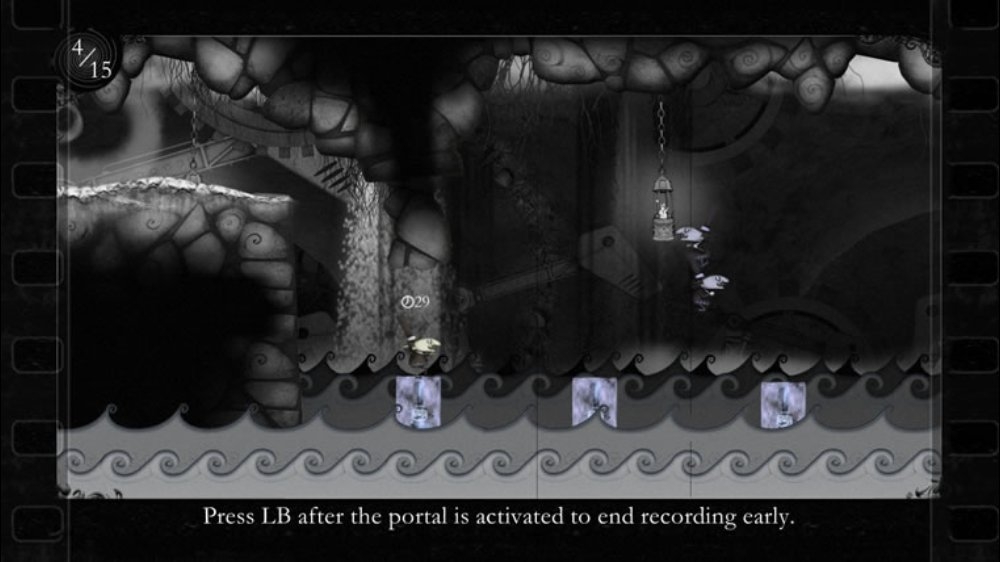 4/15
29
Press LB after the portal is activated to end recording early.